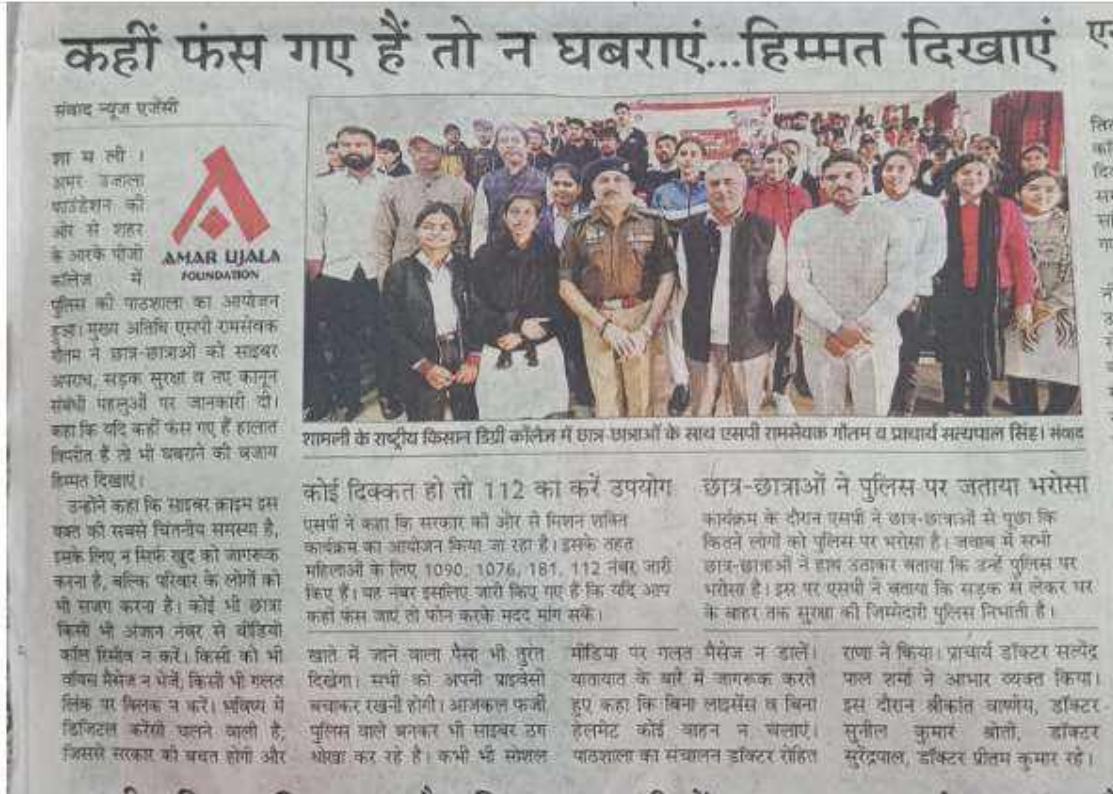 कहीं फंस गए हैं तो न घबराएं...हिम्मत दिखाएं
संवाद न्यूज एजेंसी
शामली।
अमर उजाला
फाउंडेशन की
ओर से शहर
के आरके पीजी
कॉलेज में
AMAR UJALA
FOUNDATION
पुलिस की पाठशाला का आयोजन
हुआ। मुख्य अतिथि एसपी रामसेवक
गौतम ने छात्र-छात्राओं को साइबर
अपराध, सड़क सुरक्षा व नए कानून
संबंधी पहलुओं पर जानकारी दी।
कहा कि यदि कहीं फंस गए हैं हालात
विपरीत हैं तो भी घबराने की बजाय
हिम्मत दिखाएं।
उन्होंने कहा कि साइबर क्राइम इस
वक्त की सबसे चिंतनीय समस्या है,
इसके लिए न सिर्फ खुद को जागरूक
करना है, बल्कि परिवार के लोगों को
भी सजग करना है। कोई भी छात्रा
किसी भी अंजान नंबर से वीडियो
कॉल रिसीव न करें। किसी को भी
मैसेज न भेजें, किसी भी गलत
लिंक पर क्लिक न करें। भविष्य में
डिजिटल करेंसी चलने वाली है,
जिससे सरकार की बचत होगी और
शामली के राष्ट्रीय किसान डिग्री कॉलेज में छात्र-छात्राओं के साथ एसपी रामसेवक गौतम व प्राचार्य सत्यपाल सिंह। संवाद
कोई दिक्कत हो तो 112 का करें उपयोग
एसपी ने कहा कि सरकार की ओर से मिशन शक्ति
कार्यक्रम का आयोजन किया जा रहा है। इसके तहत
महिलाओं के लिए 1090, 1076, 181, 112 नंबर जारी
किए हैं। यह नंबर इसलिए जारी किए गए हैं कि यदि आप
कहीं फंस जाएं तो फोन करके मदद मांग सकें।
छात्र-छात्राओं ने पुलिस पर जताया भरोसा
कार्यक्रम के दौरान एसपी ने छात्र-छात्राओं से पूछा कि
कितने लोगों को पुलिस पर भरोसा है। जवाब में सभी
छात्र-छात्राओं ने हाथ उठाकर बताया कि उन्हें पुलिस पर
भरोसा है। इस पर एसपी ने बताया कि सड़क से लेकर घर
के बाहर तक सुरक्षा की जिम्मेदारी पुलिस निभाती है।
खाते में जाने वाला पैसा भी तुरंत
दिखेगा। सभी को अपनी प्राइवेसी
बचाकर रखनी होगी। आजकल फर्जी
पुलिस वाले बनकर भी साइबर ठग
धोखा कर रहे है। कभी भी सोशल
मीडिया पर गलत मैसेज न डालें।
यातायात के बारे में जागरूक करते
हुए कहा कि बिना लाइसेंस व बिना
हेलमेट कोई वाहन न चलाएं।
पाठशाला का संचालन डॉक्टर रोहित
राणा ने किया। प्राचार्य डॉक्टर सत्येंद्र
पाल शर्मा ने आभार व्यक्त किया।
इस दौरान श्रीकांत वार्ष्णेय, डॉक्टर
सुनील कुमार डॉक्टर
सुरेंद्रपाल, डॉक्टर प्रीतम कुमार रहे।